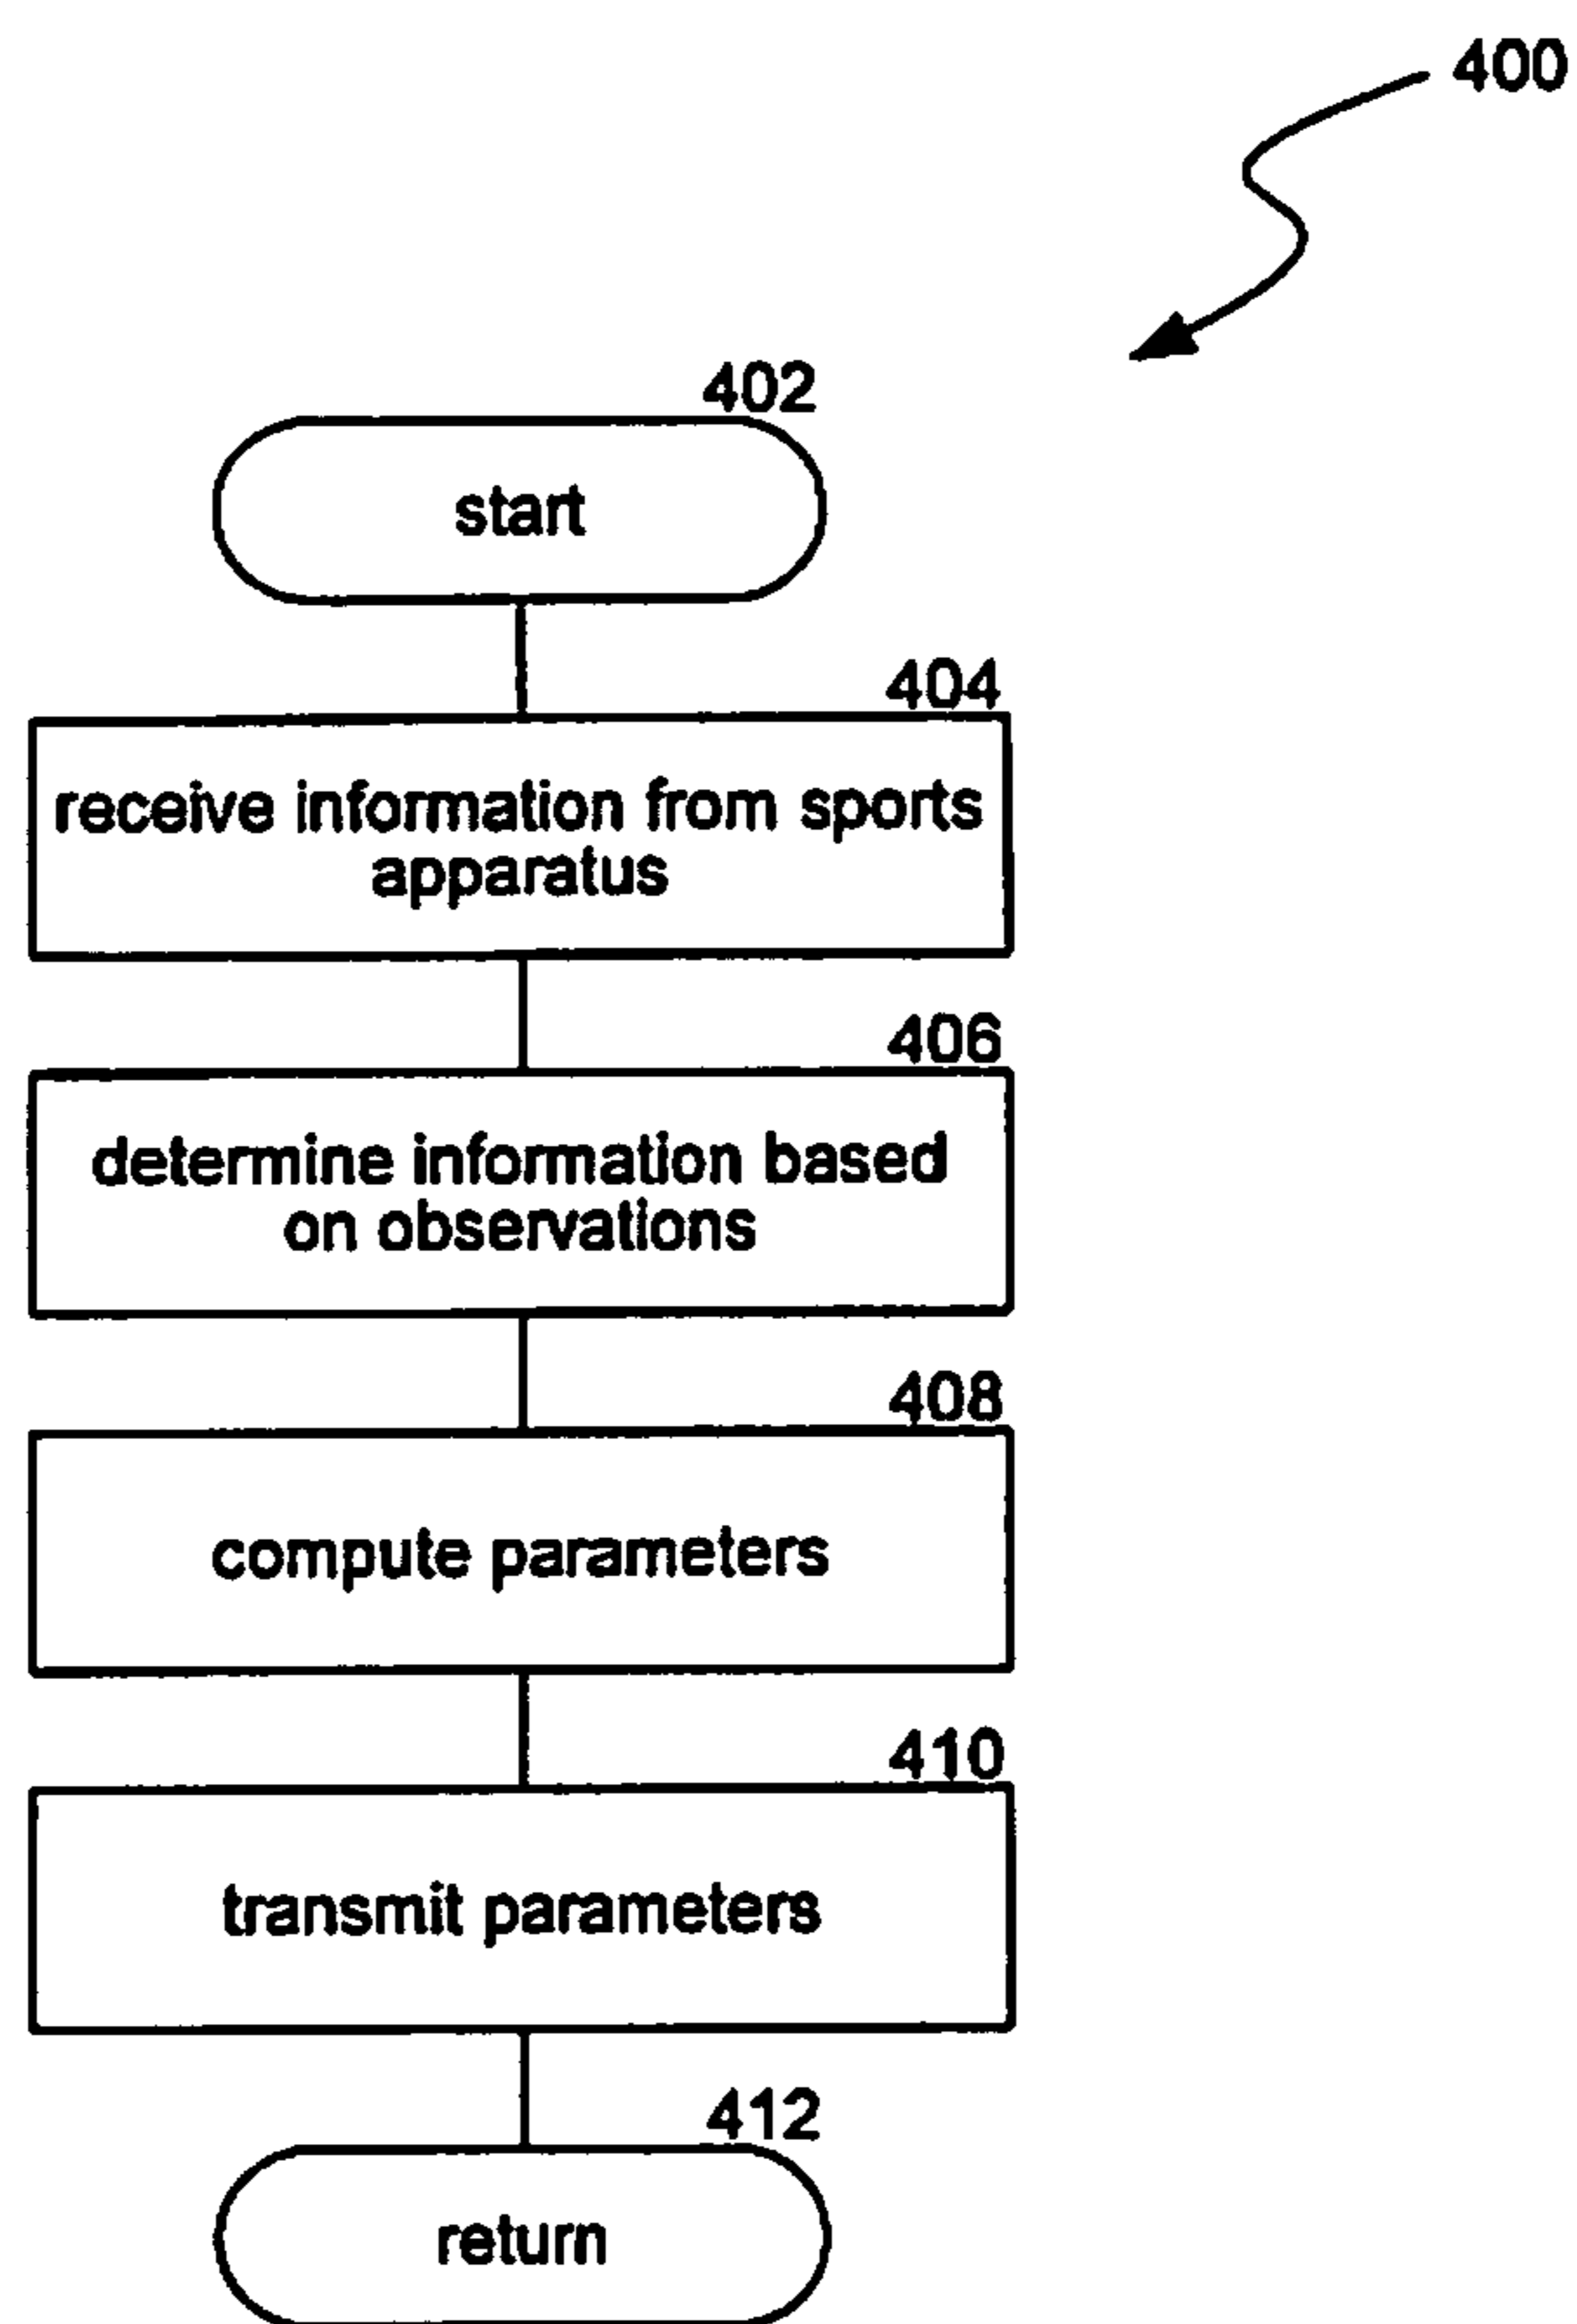 400
402
start
404
receive information from sports
apparatus
406
determine information based
on observations
408
compute parameters
410
transmit parameters
412
return